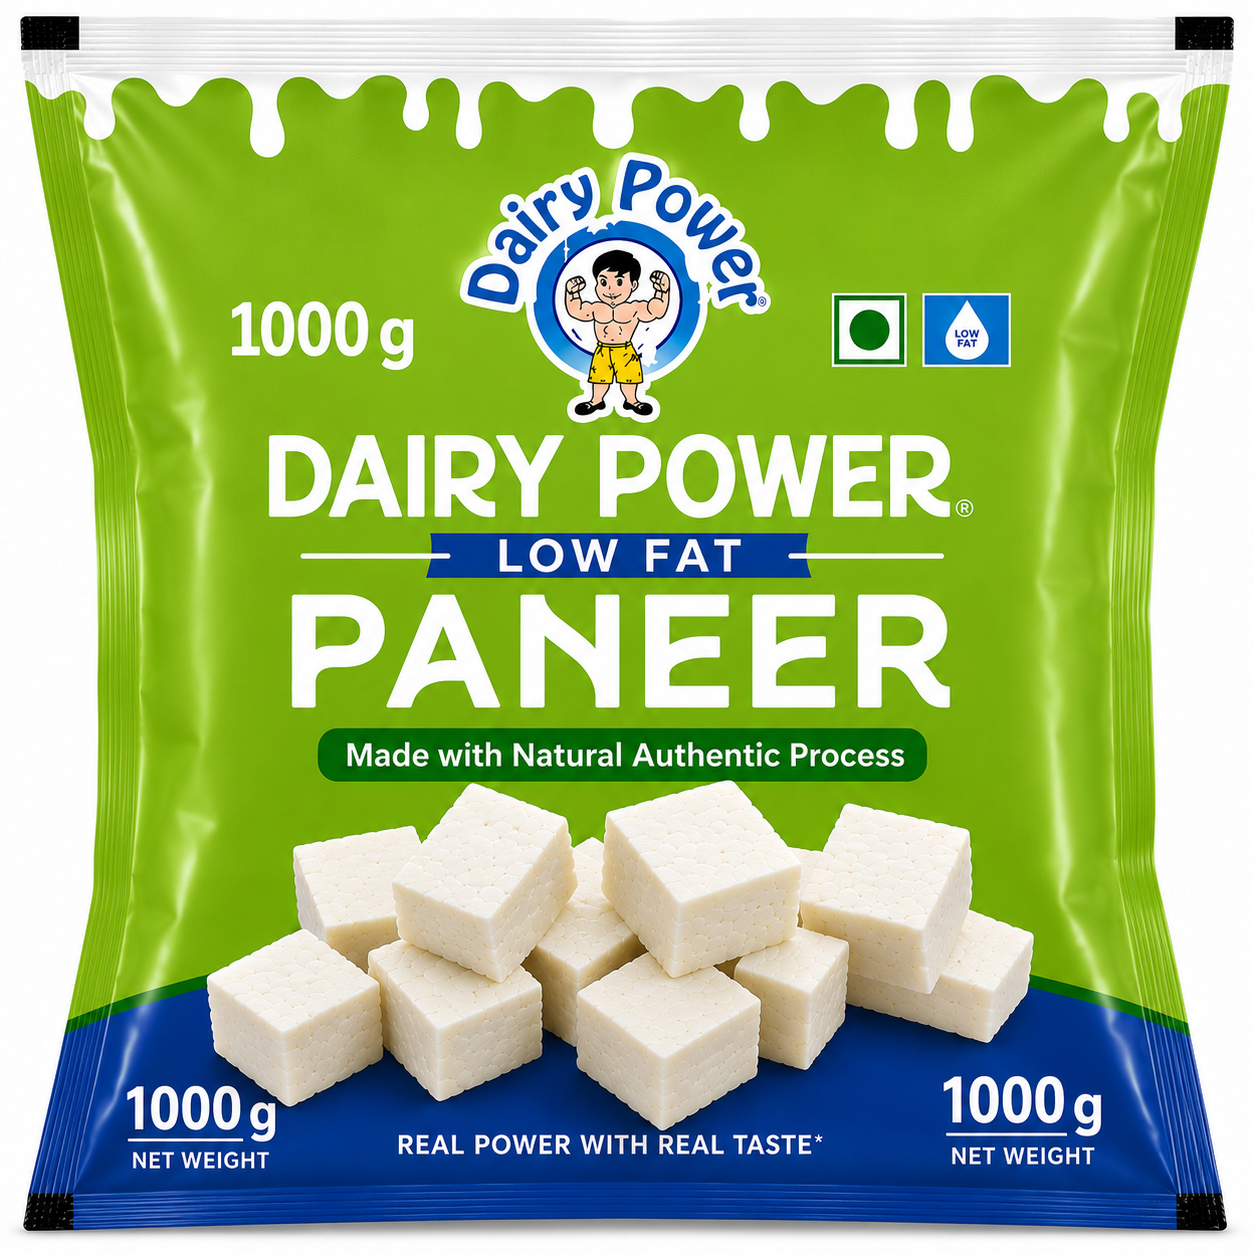 Dairy Power®
1000 g
LOW
FAT
DAIRY POWER®
LOW FAT
PANEER
Made with Natural Authentic Process
1000 g
NET WEIGHT
REAL POWER WITH REAL TASTE*
1000 g
NET WEIGHT